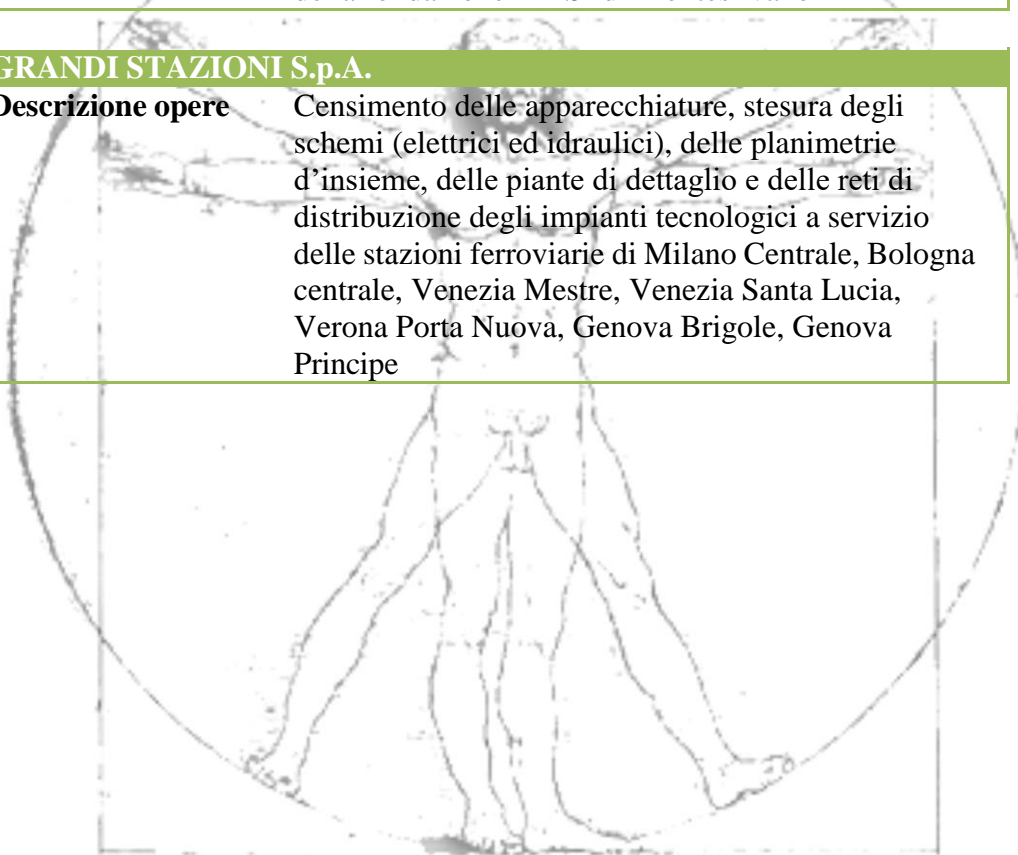 GRANDI STAZIONI S.p.A.
Descrizione opere Censimento delle apparecchiature, stesura degli
schemi (elettrici ed idraulici), delle planimetrie
d’insieme, delle piante di dettaglio e delle reti di
distribuzione degli impianti tecnologici a servizio
delle stazioni ferroviarie di Milano Centrale, Bologna
centrale, Venezia Mestre, Venezia Santa Lucia,
Verona Porta Nuova, Genova Brigole, Genova
Principe